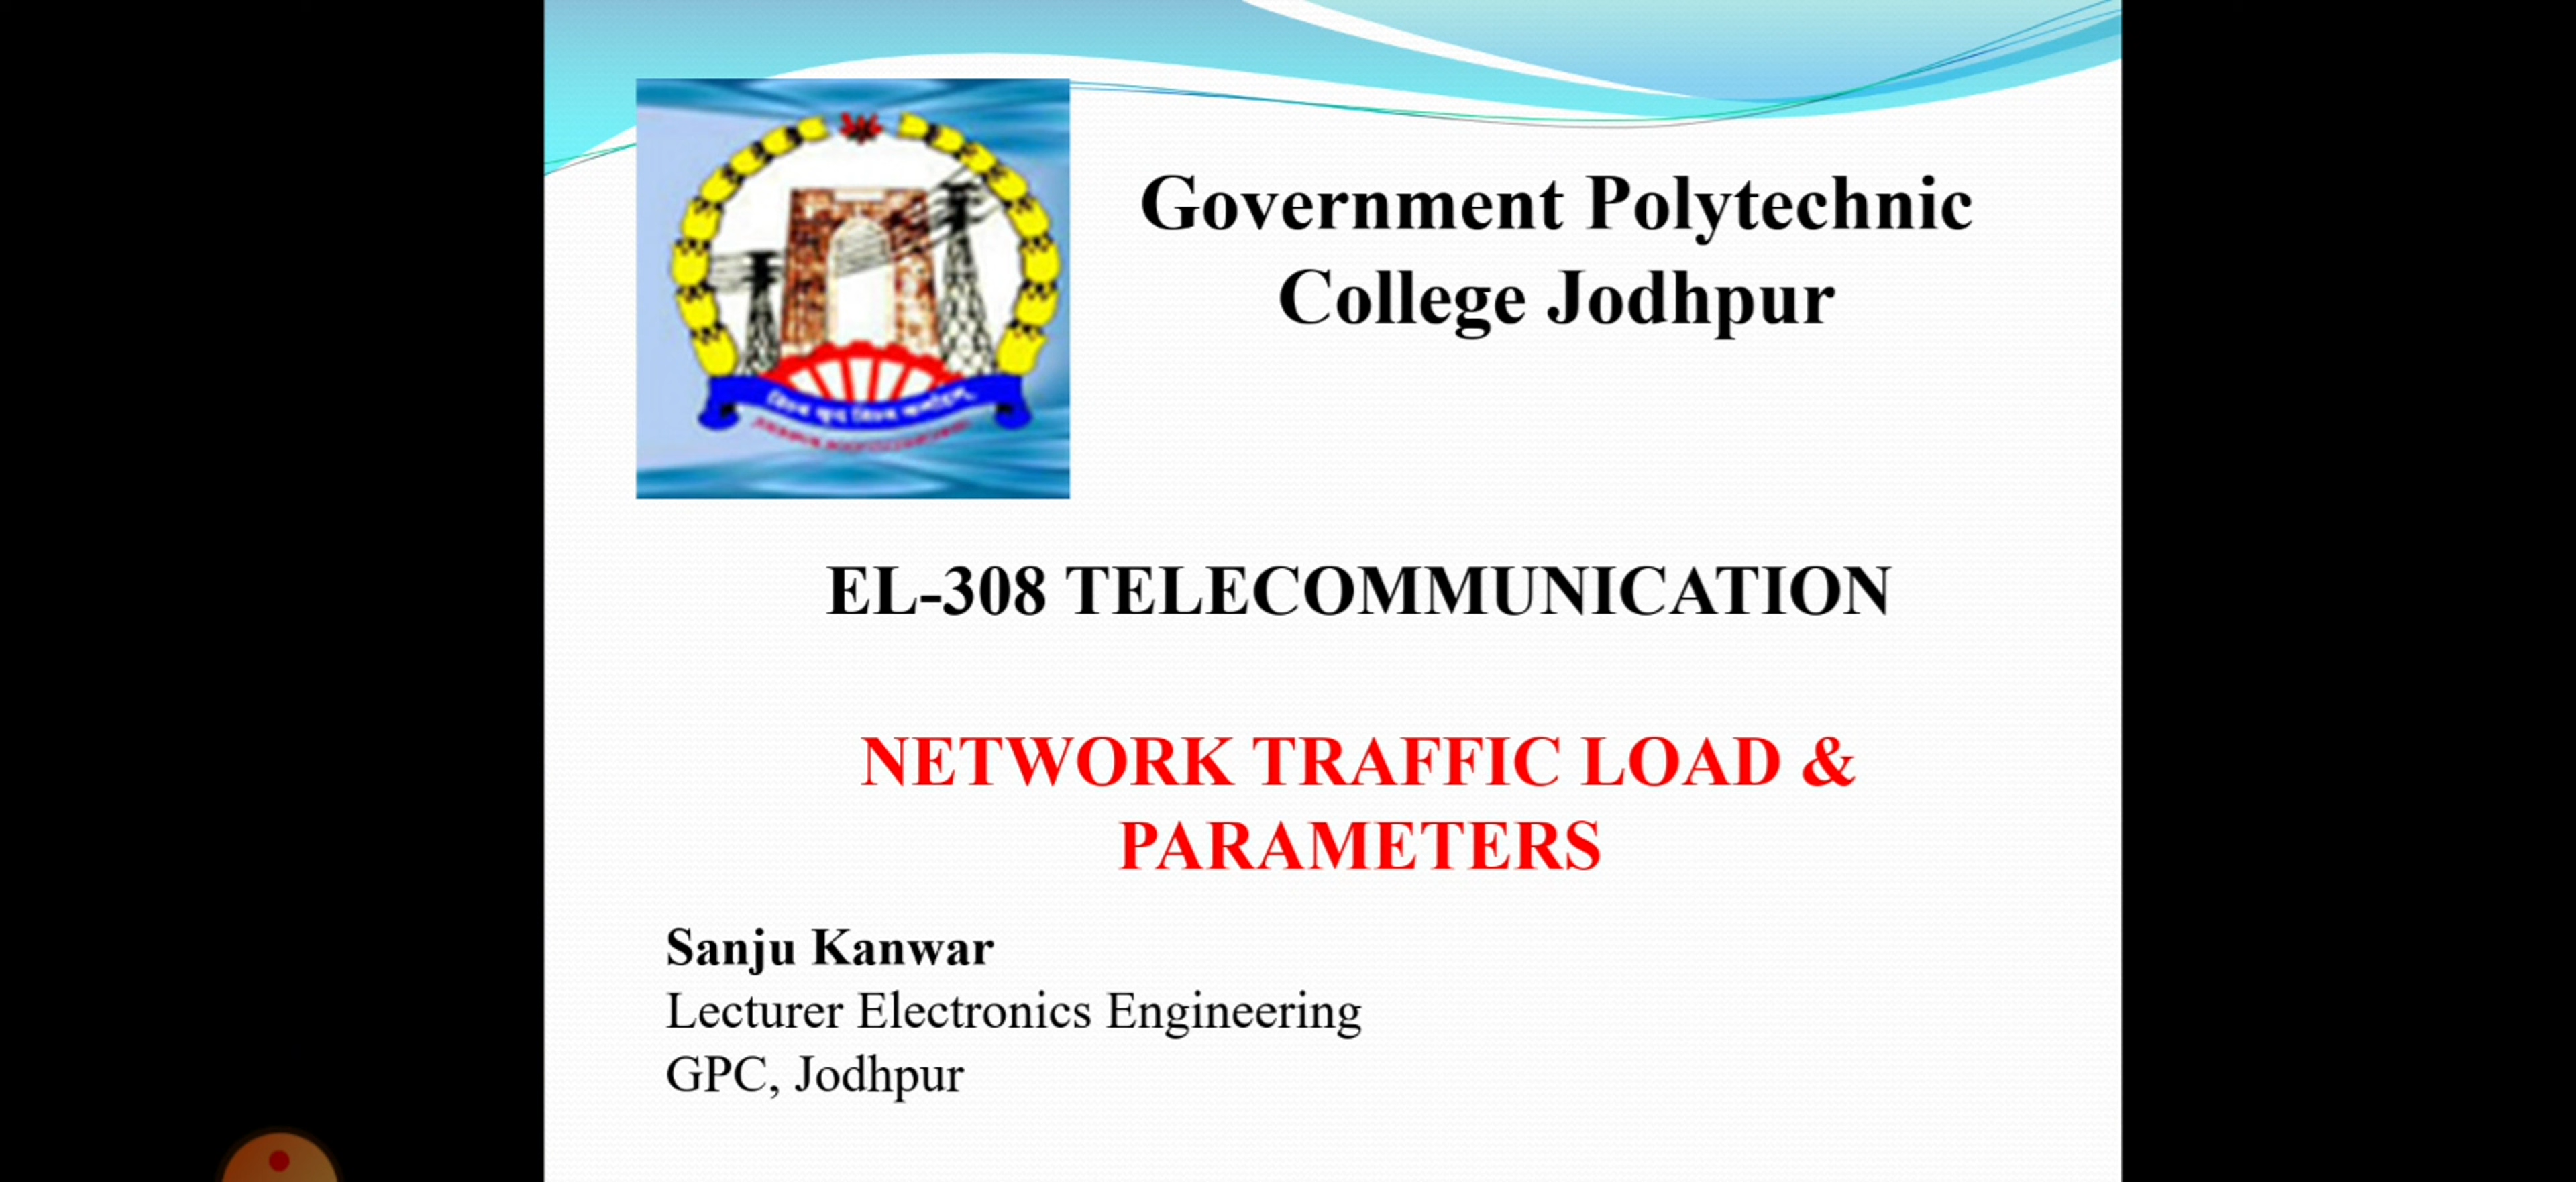 Government Polytechnic
College Jodhpur
EL-308 TELECOMMUNICATION
NETWORK TRAFFIC LOAD &
PARAMETERS
Sanju Kanwar
Lecturer Electronics Engineering
GPC, Jodhpur